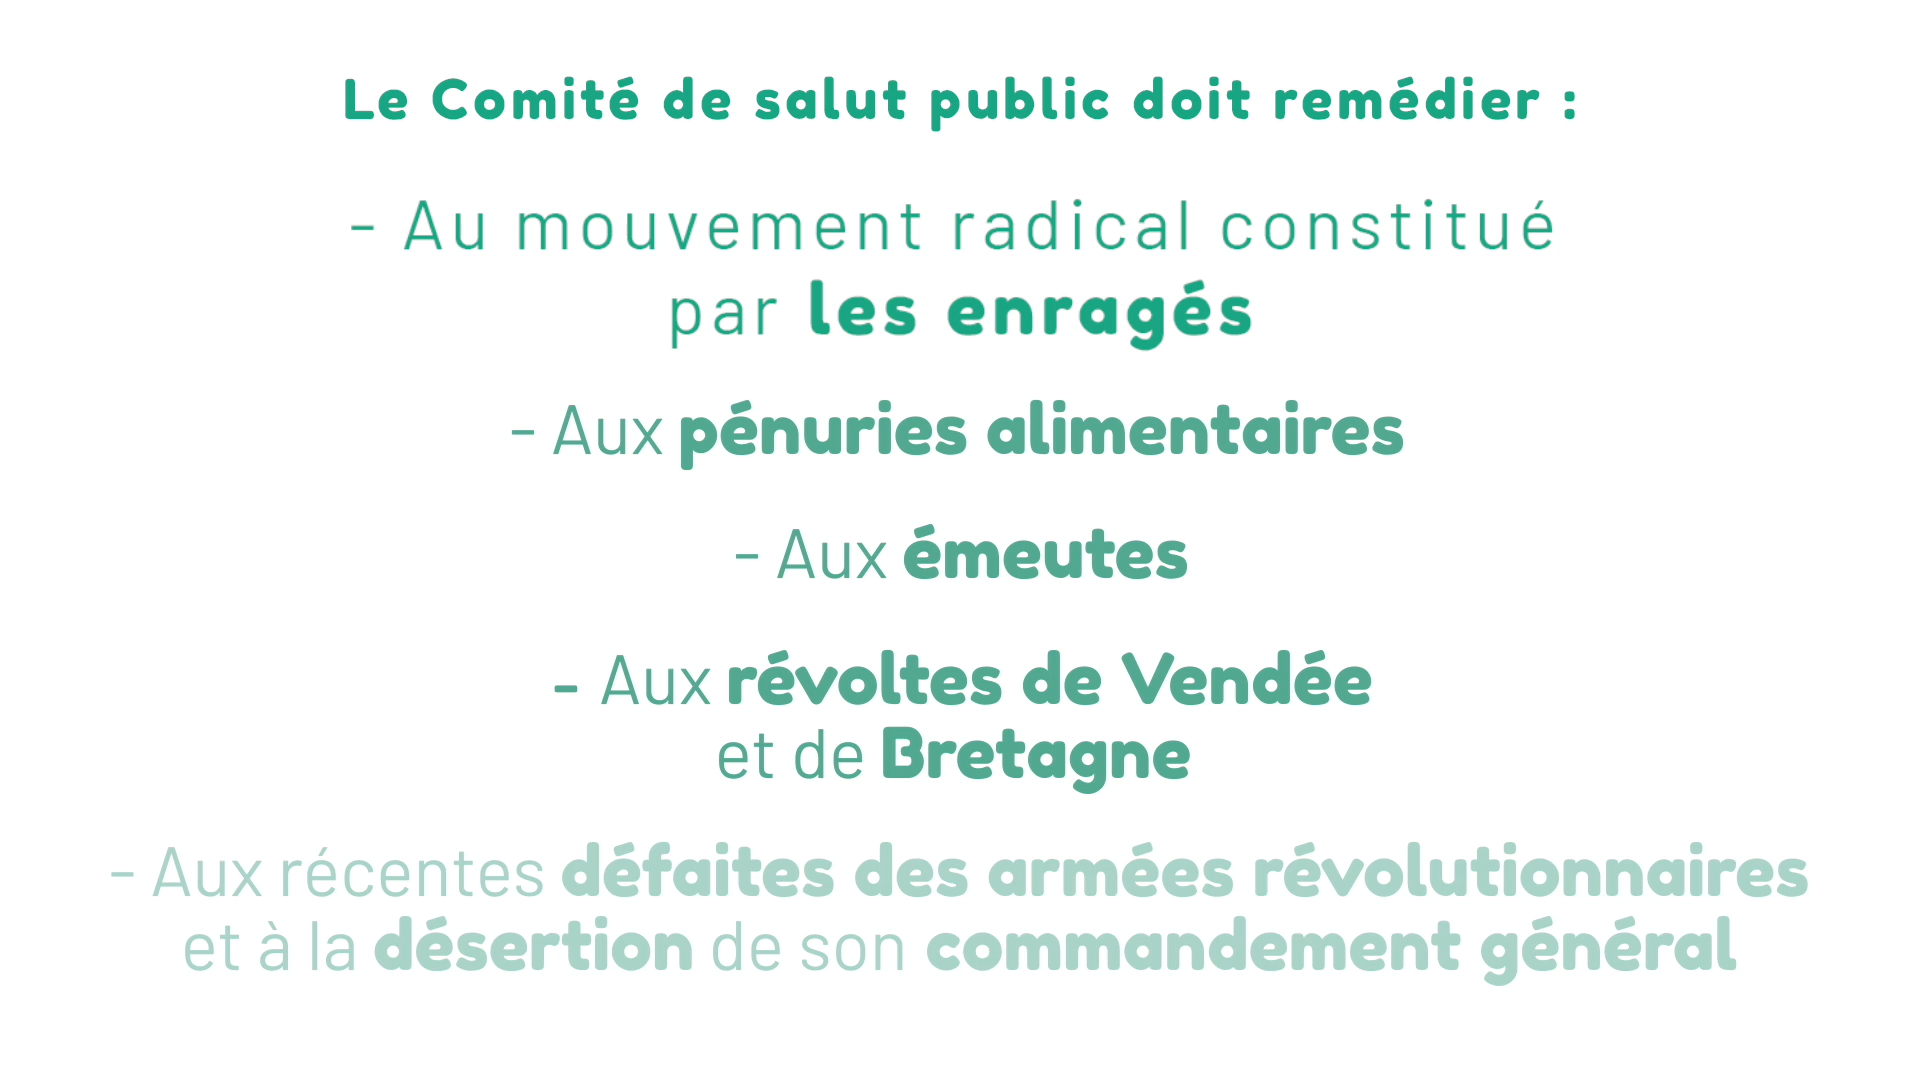 Le Comité de salut public doit remédier :
- Au mouvement radical constitué
par les enragés
- Aux pénuries alimentaires
- Aux émeutes
- Aux révoltes de Vendée
et de Bretagne
- Aux récentes défaites des armées révolutionnaires
et à la désertion de son commandement général